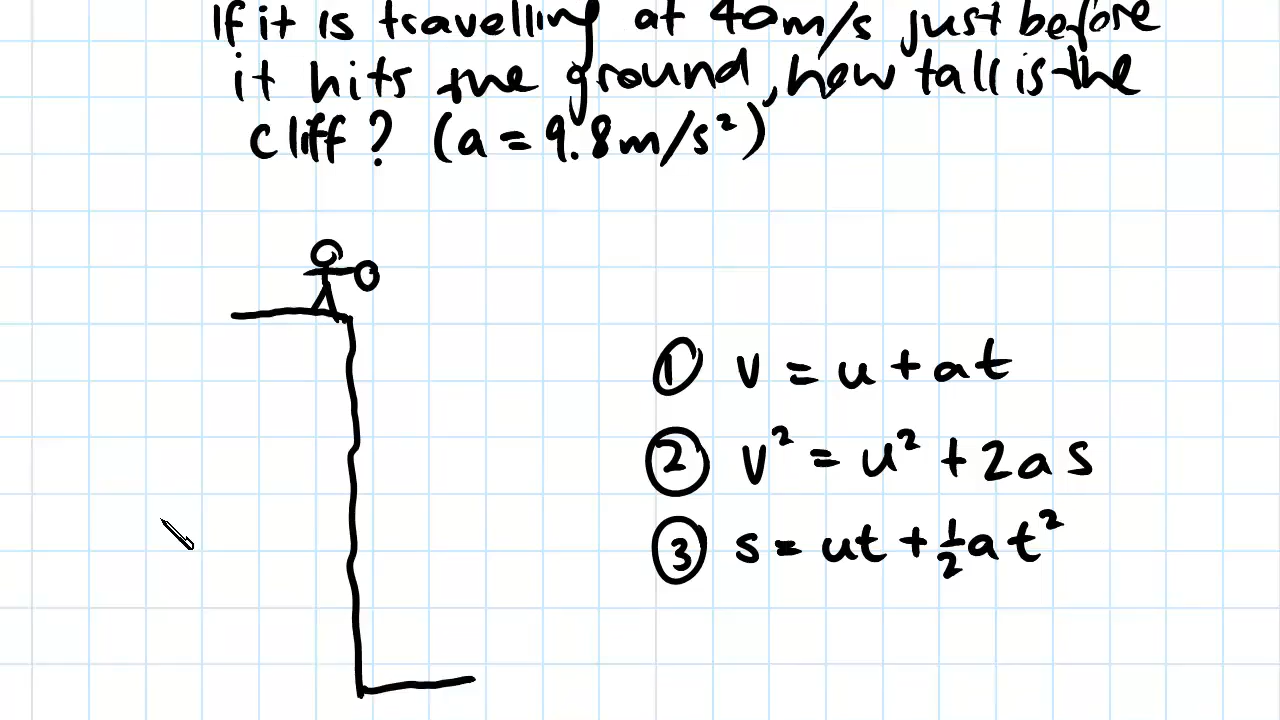 If it is travelling at 40m/s just before
it hits the ground, how tall is the
cliff? (a = 9.8m/s²)
① v = u + at
② v² = u² + 2as
③ s = ut + ½at²